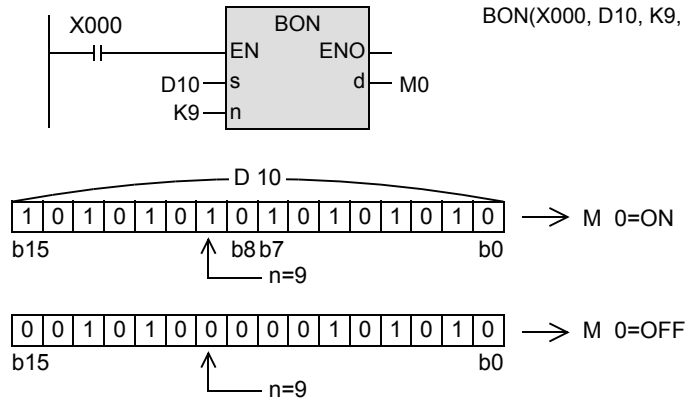 BON(X000, D10, K9,
X000
BON
EN ENO
D10 s d M0
K9 n
D 10
1 0 1 0 1 0 1 0 1 0 1 0 1 0 1 0 M 0=ON
b15 b8 b7 b0
n=9
0 0 1 0 1 0 0 0 0 0 1 0 1 0 1 0 M 0=OFF
b15 b0
n=9